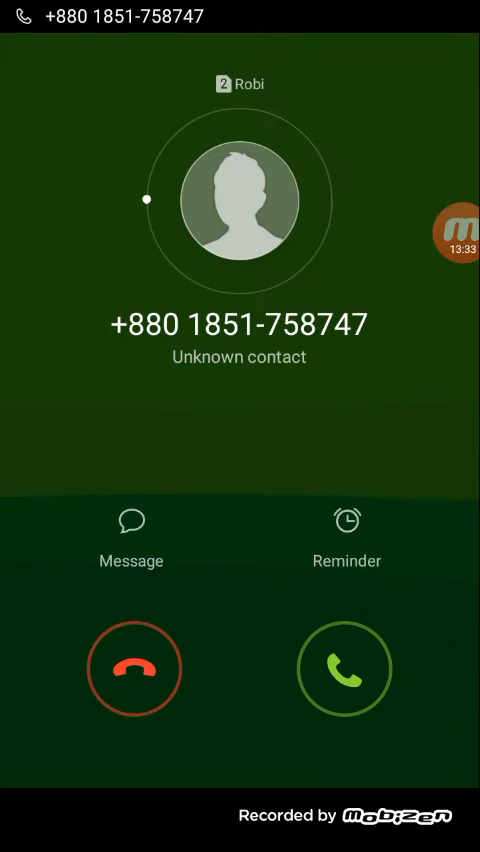 +880 1851-758747
2 Robi
13:33
+880 1851-758747
Unknown contact
Message
Reminder
Recorded by Mobizen